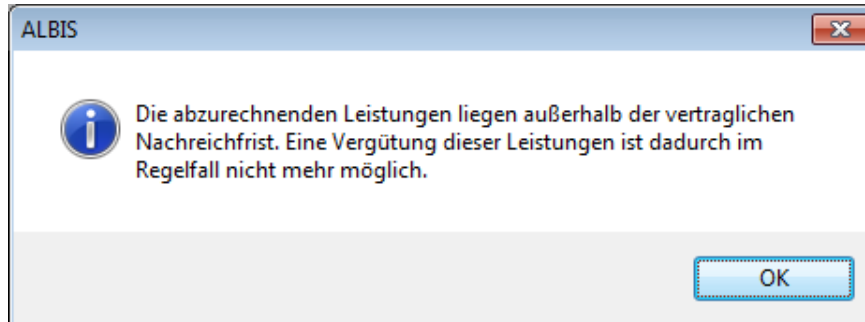 ALBIS
Die abzurechnenden Leistungen liegen außerhalb der vertraglichen
Nachreichfrist. Eine Vergütung dieser Leistungen ist dadurch im
Regelfall nicht mehr möglich.
OK